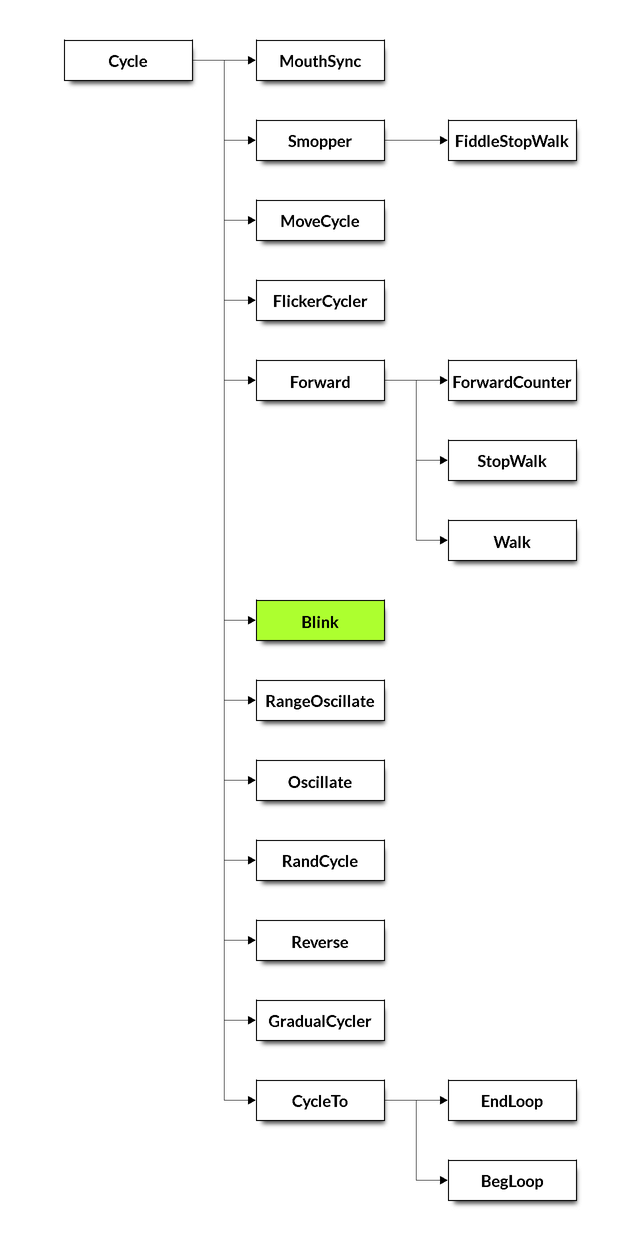 Cycle
MouthSync
Smopper
FiddleStopWalk
MoveCycle
FlickerCycler
Forward
ForwardCounter
StopWalk
Walk
Blink
RangeOscillate
Oscillate
RandCycle
Reverse
GradualCycler
CycleTo
EndLoop
BegLoop